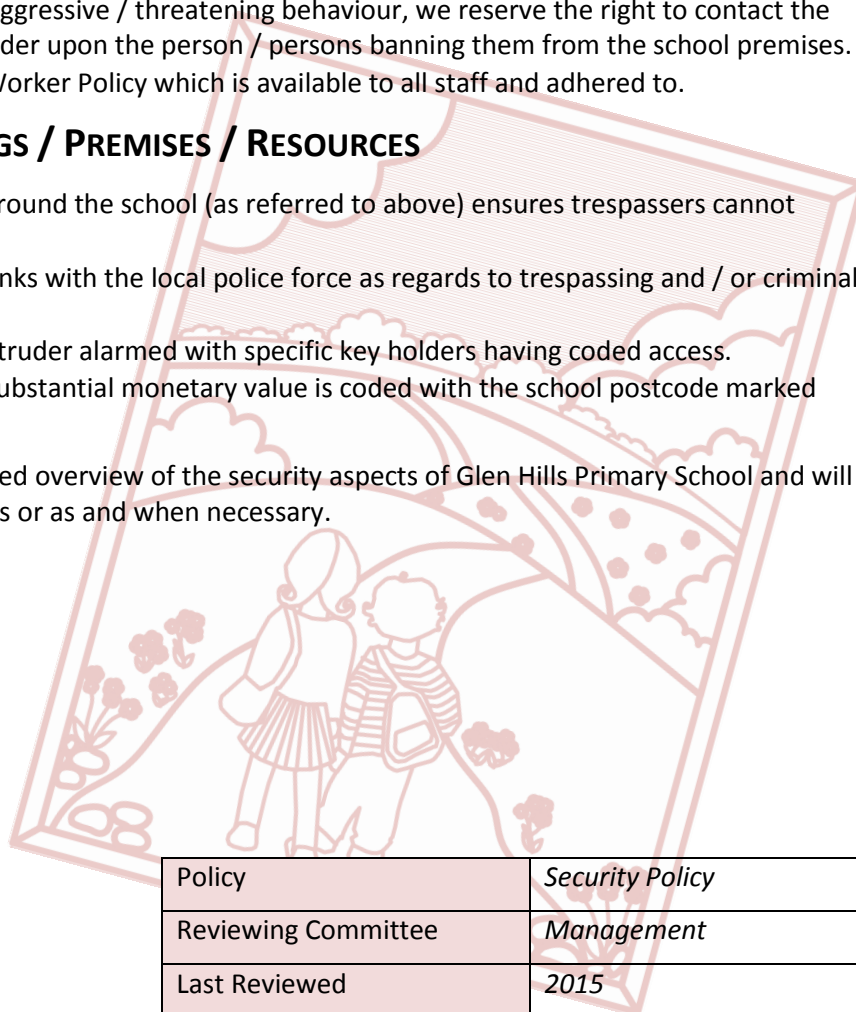 ggressive / threatening behaviour, we reserve the right to contact the
der upon the person / persons banning them from the school premises.
Worker Policy which is available to all staff and adhered to.
GS / PREMISES / RESOURCES
round the school (as referred to above) ensures trespassers cannot
nks with the local police force as regards to trespassing and / or criminal
truder alarmed with specific key holders having coded access.
ubstantial monetary value is coded with the school postcode marked
ed overview of the security aspects of Glen Hills Primary School and will
s or as and when necessary.
Policy Security Policy
Reviewing Committee Management
Last Reviewed 2015